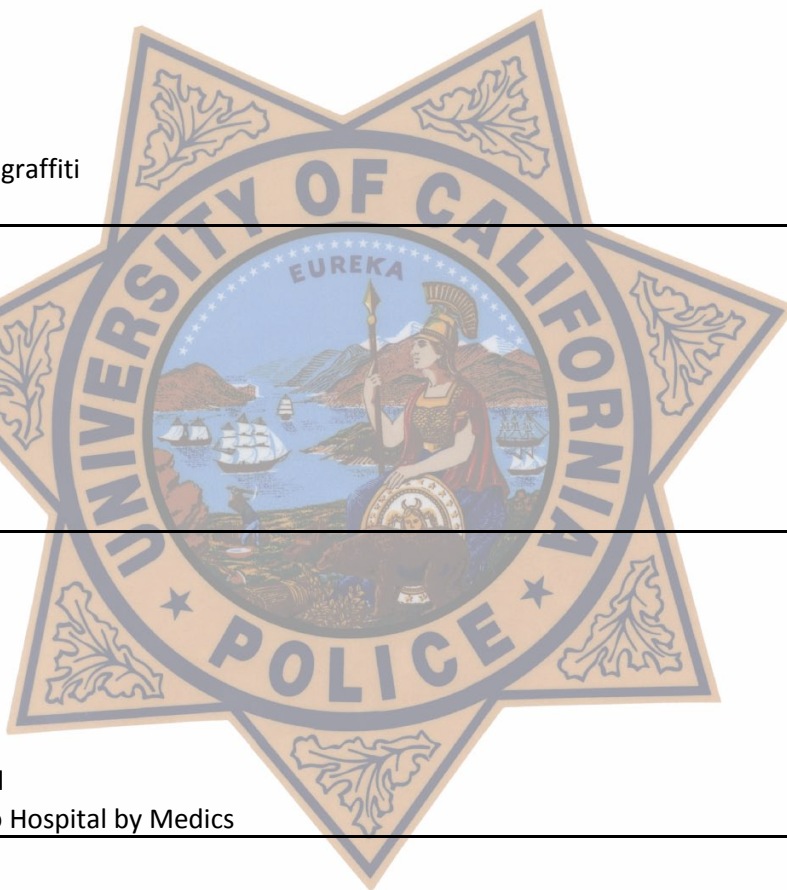 graffiti
UNIVERSITY OF CALIFORNIA
EUREKA
POLICE
Hospital by Medics